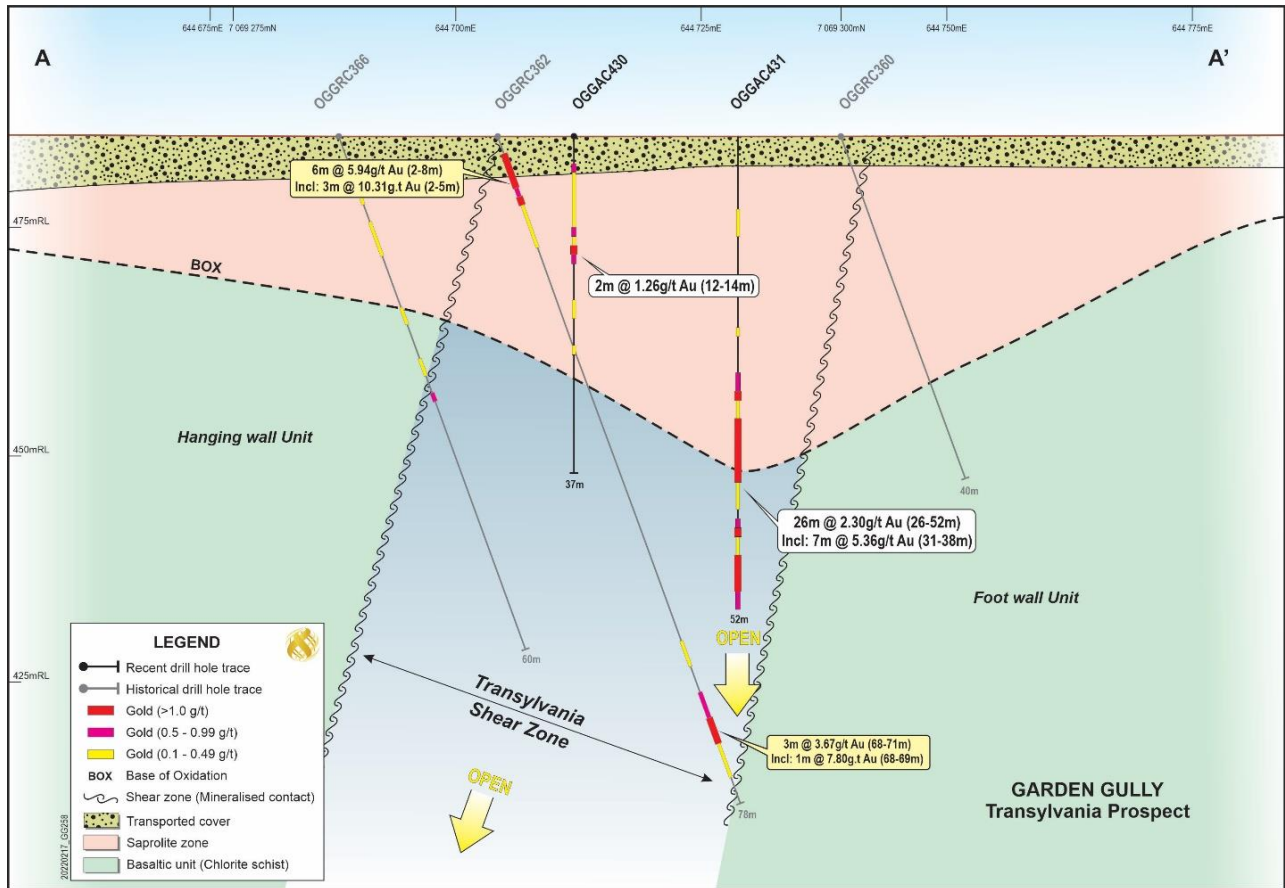 644 675mE
7 069 275mN
644 700mE
644 725mE
7 069 300mN
644 750mE
644 775mE
A
A'
OGGRC366
OGGRC362
OGGAC430
OGGAC431
OGGRC360
6m @ 5.94g/t Au (2-8m)
Incl: 3m @ 10.31g.t Au (2-5m)
475mRL
BOX
2m @ 1.26g/t Au (12-14m)
Hanging wall Unit
450mRL
37m
40m
26m @ 2.30g/t Au (26-52m)
Incl: 7m @ 5.36g/t Au (31-38m)
Foot wall Unit
52m
OPEN
60m
425mRL
Transylvania
Shear Zone
3m @ 3.67g/t Au (68-71m)
Incl: 1m @ 7.80g.t Au (68-69m)
OPEN
78m
GARDEN GULLY
Transylvania Prospect
LEGEND
Recent drill hole trace
Historical drill hole trace
Gold (>1.0 g/t)
Gold (0.5 - 0.99 g/t)
Gold (0.1 - 0.49 g/t)
BOX Base of Oxidation
Shear zone (Mineralised contact)
Transported cover
Saprolite zone
Basaltic unit (Chlorite schist)
20220217_GG258